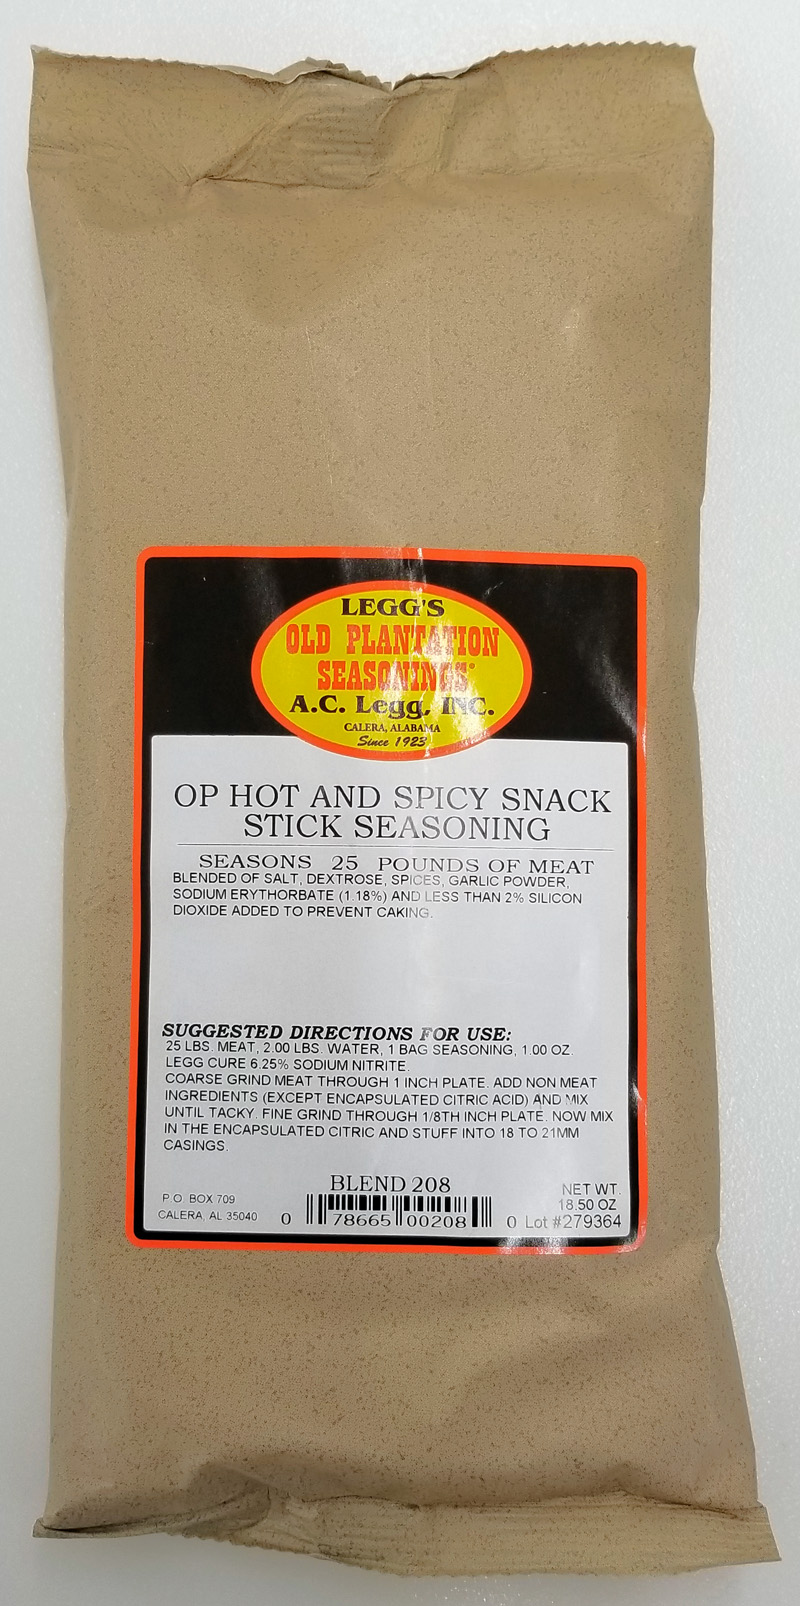 LEGG'S
OLD PLANTATION
SEASONINGS®
A.C. Legg, INC.
CALERA, ALABAMA
Since 1923
OP HOT AND SPICY SNACK
STICK SEASONING
SEASONS 25 POUNDS OF MEAT
BLENDED OF SALT, DEXTROSE, SPICES, GARLIC POWDER,
SODIUM ERYTHORBATE (1.18%) AND LESS THAN 2% SILICON
DIOXIDE ADDED TO PREVENT CAKING.
SUGGESTED DIRECTIONS FOR USE:
25 LBS. MEAT, 2.00 LBS. WATER, 1 BAG SEASONING, 1.00 OZ.
LEGG CURE 6.25% SODIUM NITRITE.
COARSE GRIND MEAT THROUGH 1 INCH PLATE. ADD NON MEAT
INGREDIENTS (EXCEPT ENCAPSULATED CITRIC ACID) AND MIX
UNTIL TACKY. FINE GRIND THROUGH 1/8TH INCH PLATE. NOW MIX
IN THE ENCAPSULATED CITRIC AND STUFF INTO 18 TO 21MM
CASINGS.
BLEND 208
P.O. BOX 709
CALERA, AL 35040
0 78665 00208 0
NET WT.
18.50 OZ
Lot #279364